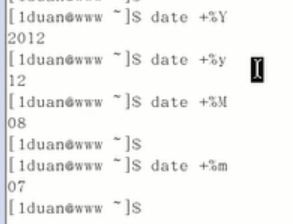 [1duan@www ~]$ date +%Y
2012
[1duan@www ~]$ date +%y
12
[1duan@www ~]$ date +%M
08
[1duan@www ~]$
[1duan@www ~]$ date +%m
07
[1duan@www ~]$